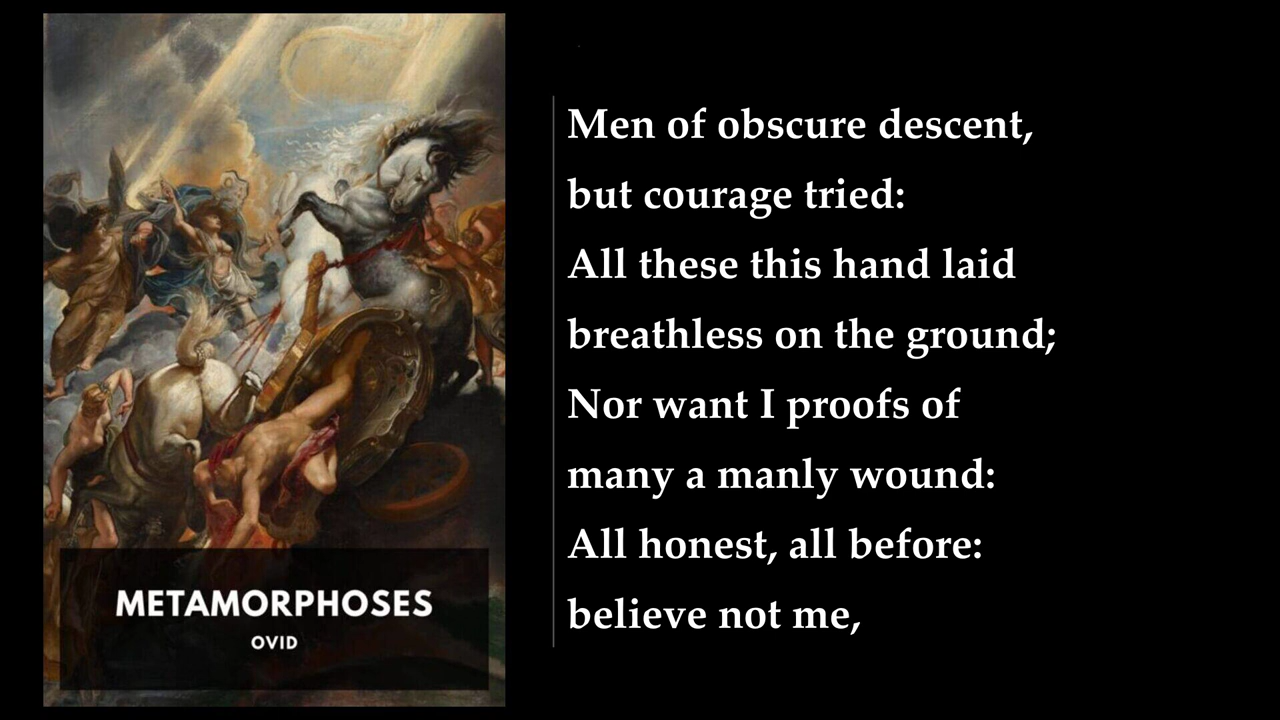 METAMORPHOSES
OVID
Men of obscure descent,
but courage tried:
All these this hand laid
breathless on the ground;
Nor want I proofs of
many a manly wound:
All honest, all before:
believe not me,